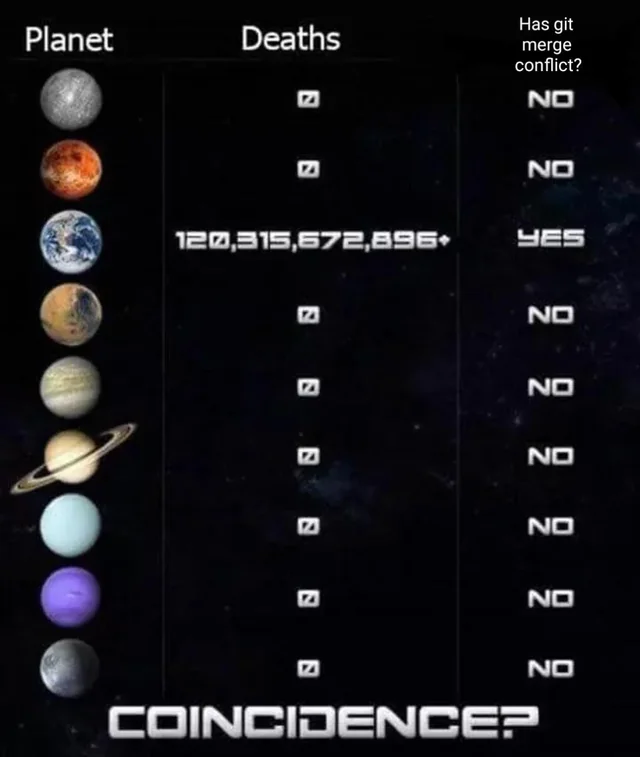 Planet Deaths Has git
merge
conflict?
0 NO
0 NO
120,315,672,896+ YES
0 NO
0 NO
0 NO
0 NO
0 NO
0 NO
COINCIDENCE?